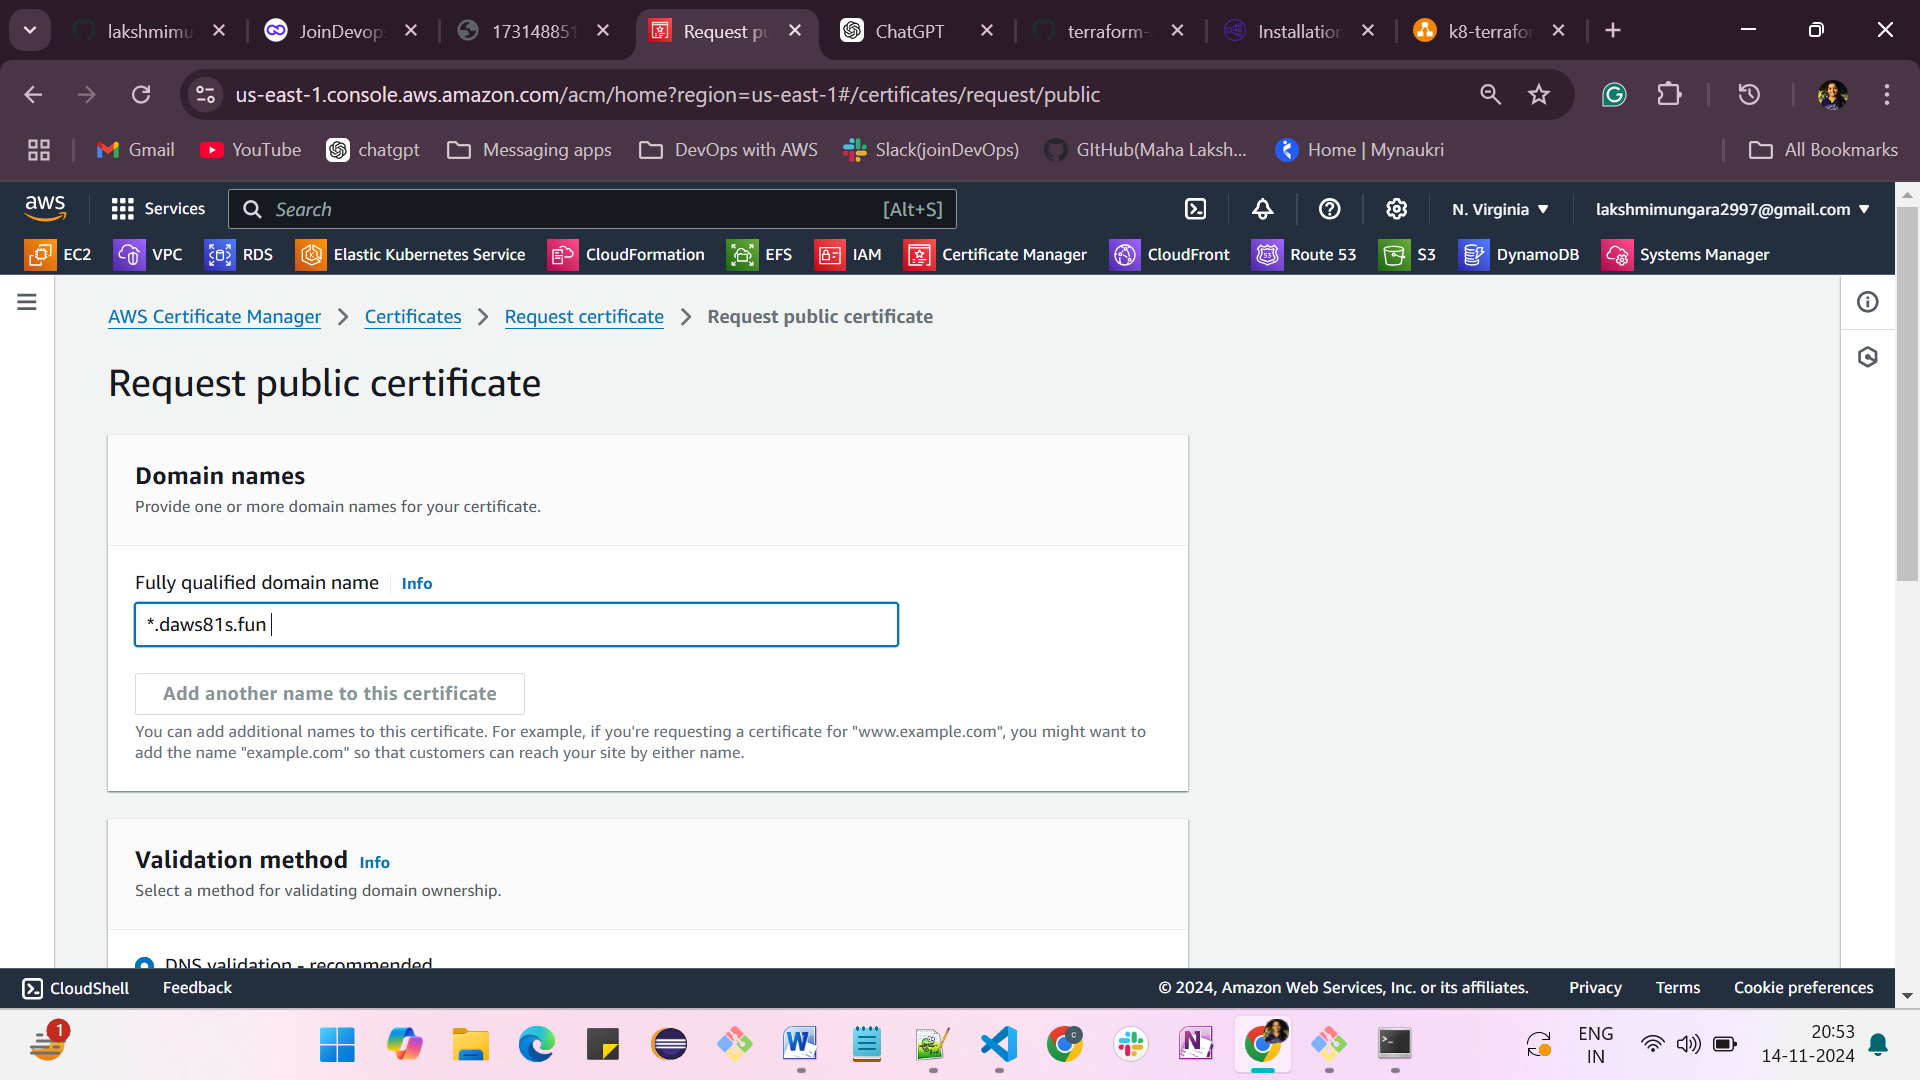 lakshmimu
JoinDevop
173148851
Request pu
ChatGPT
terraform-
Installation
k8-terrafor
us-east-1.console.aws.amazon.com/acm/home?region=us-east-1#/certificates/request/public
Gmail
YouTube
chatgpt
Messaging apps
DevOps with AWS
Slack(joinDevOps)
GItHub(Maha Laksh...
Home | Mynaukri
All Bookmarks
aws
Services
Search
[Alt+S]
N. Virginia
lakshmimungara2997@gmail.com
EC2
VPC
RDS
Elastic Kubernetes Service
CloudFormation
EFS
IAM
Certificate Manager
CloudFront
Route 53
S3
DynamoDB
Systems Manager
AWS Certificate Manager > Certificates > Request certificate > Request public certificate
Request public certificate
Domain names
Provide one or more domain names for your certificate.
Fully qualified domain name
Info
*.daws81s.fun
Add another name to this certificate
You can add additional names to this certificate. For example, if you're requesting a certificate for "www.example.com", you might want to
add the name "example.com" so that customers can reach your site by either name.
Validation method Info
Select a method for validating domain ownership.
DNS validation - recommended
CloudShell
Feedback
© 2024, Amazon Web Services, Inc. or its affiliates.
Privacy
Terms
Cookie preferences
1
ENG
IN
20:53
14-11-2024